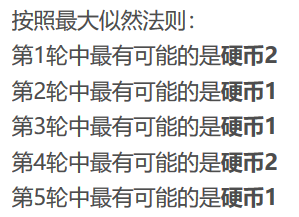 按照最大似然法则：
第1轮中最有可能的是硬币2
第2轮中最有可能的是硬币1
第3轮中最有可能的是硬币1
第4轮中最有可能的是硬币2
第5轮中最有可能的是硬币1